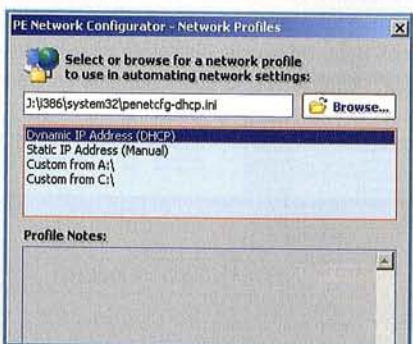 PE Network Configurator - Network Profiles
Select or browse for a network profile
to use in automating network settings:
J:\I386\system32\penetcfg-dhcp.ini
Browse...
Dynamic IP Address (DHCP)
Static IP Address (Manual)
Custom from A:\
Custom from C:\
Profile Notes: